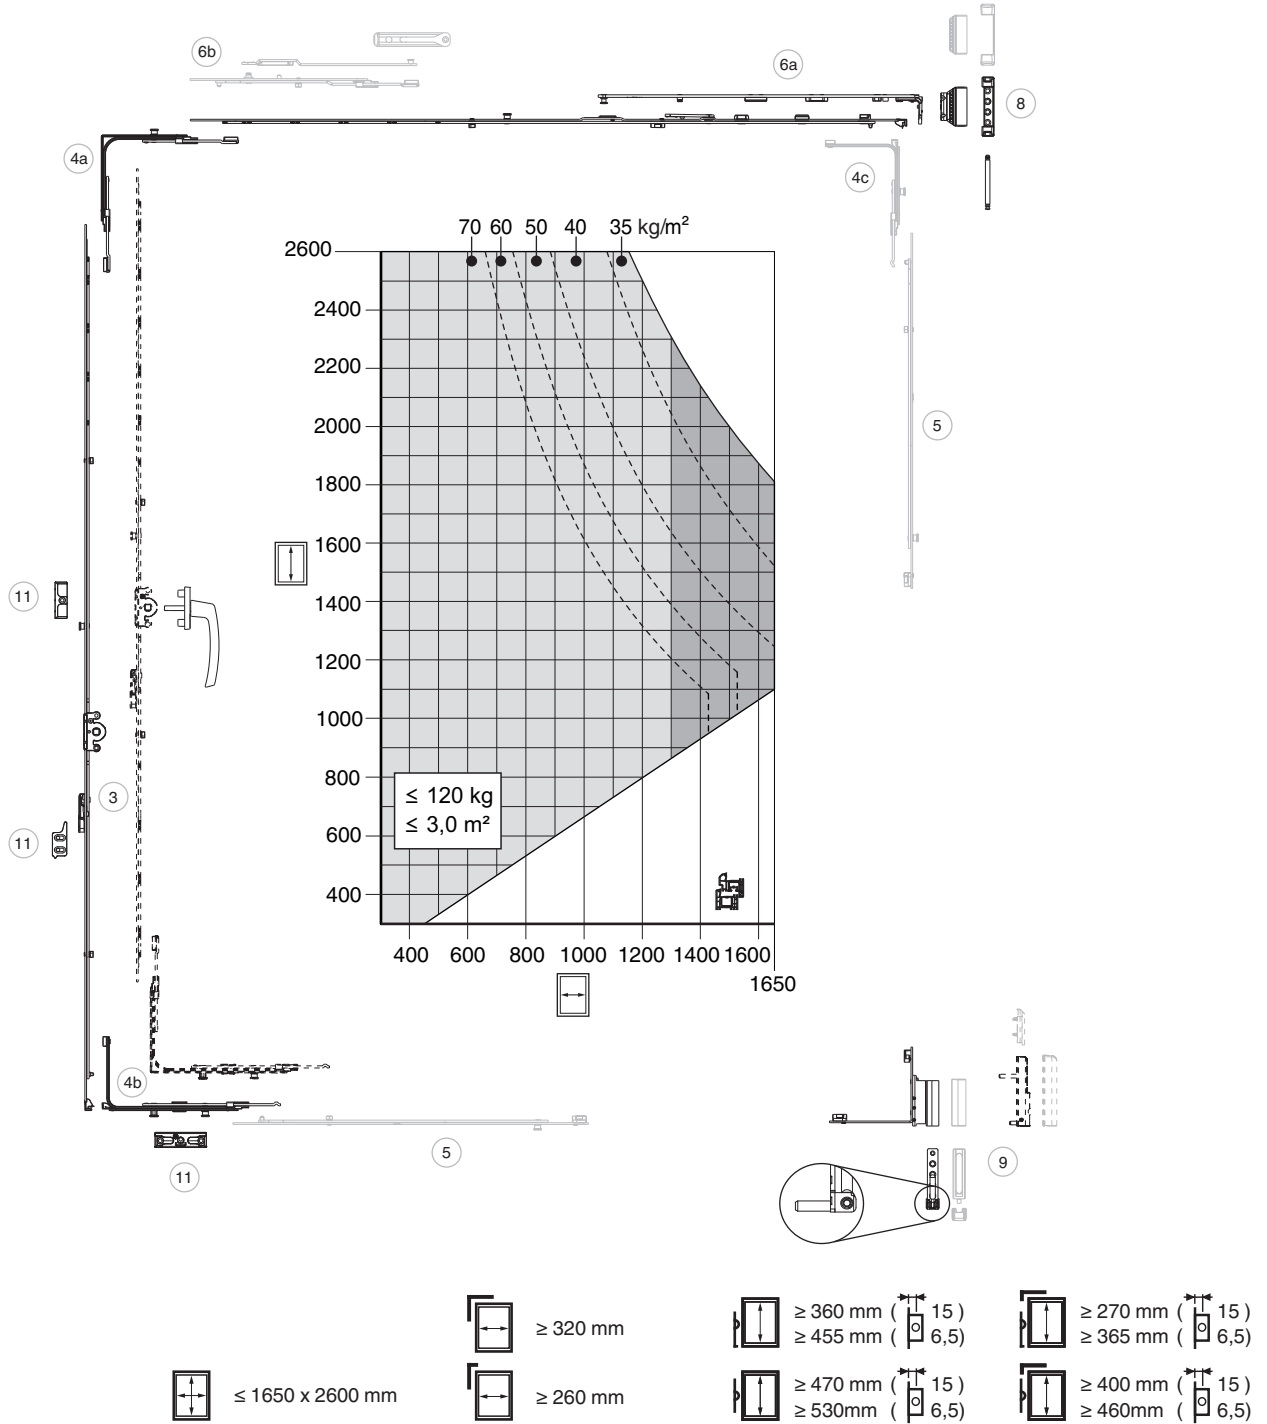 6b
6a
8
4a
4c
70 60 50 40 35 kg/m²
2600
2400
2200
2000
1800
1600
1400
1200
1000
800
600
400
5
11
3
11
≤ 120 kg
≤ 3,0 m²
400 600 800 1000 1200 1400 1600
1650
4b
5
11
9
≥ 320 mm
≥ 360 mm ( 15 )
≥ 455 mm ( 6,5)
≥ 270 mm ( 15 )
≥ 365 mm ( 6,5)
≤ 1650 x 2600 mm
≥ 260 mm
≥ 470 mm ( 15 )
≥ 530mm ( 6,5)
≥ 400 mm ( 15 )
≥ 460mm ( 6,5)